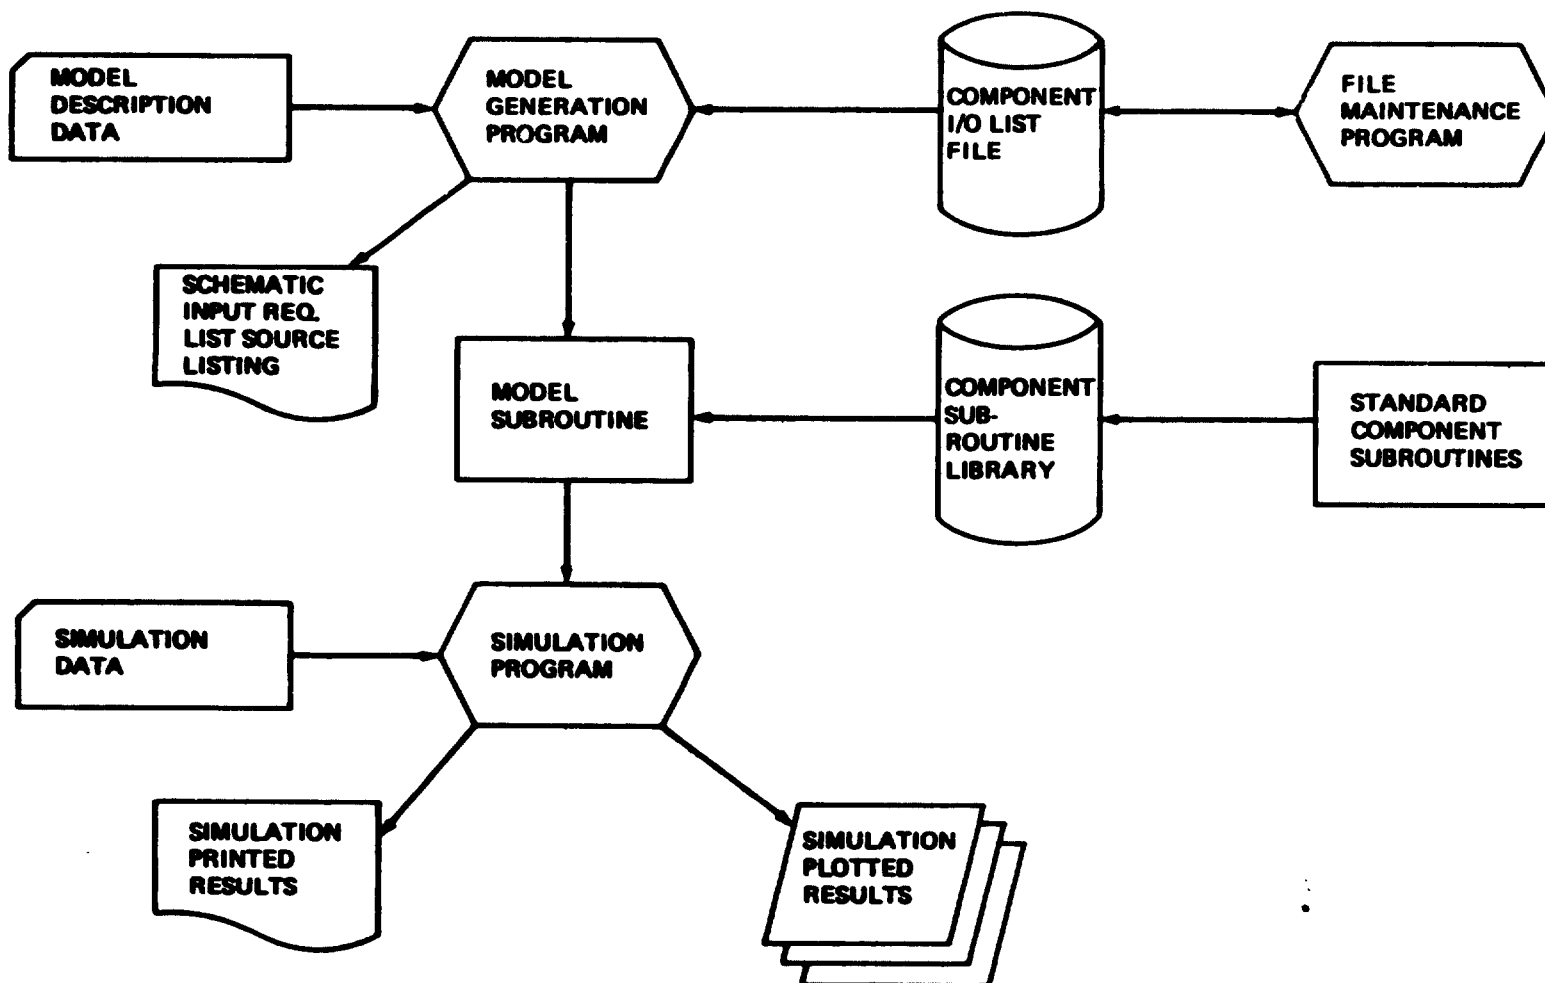 MODEL
DESCRIPTION
DATA
MODEL
GENERATION
PROGRAM
COMPONENT
I/O LIST
FILE
FILE
MAINTENANCE
PROGRAM
SCHEMATIC
INPUT REQ.
LIST SOURCE
LISTING
MODEL
SUBROUTINE
COMPONENT
SUB-
ROUTINE
LIBRARY
STANDARD
COMPONENT
SUBROUTINES
SIMULATION
DATA
SIMULATION
PROGRAM
SIMULATION
PRINTED
RESULTS
SIMULATION
PLOTTED
RESULTS